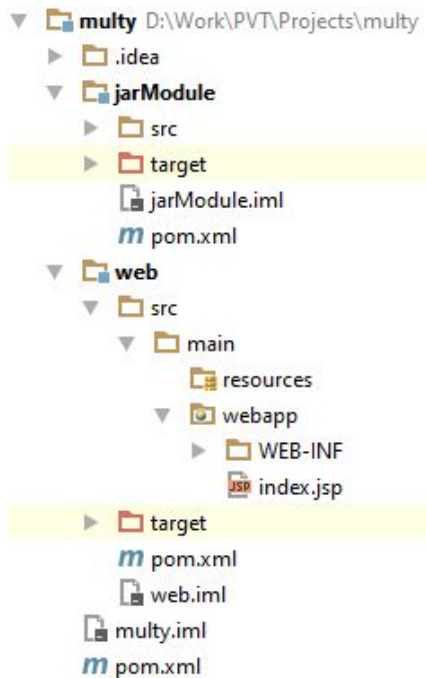 multy D:\Work\PVT\Projects\multy
.idea
jarModule
src
target
jarModule.iml
m pom.xml
web
src
main
resources
webapp
WEB-INF
JSP index.jsp
target
m pom.xml
web.iml
multy.iml
m pom.xml